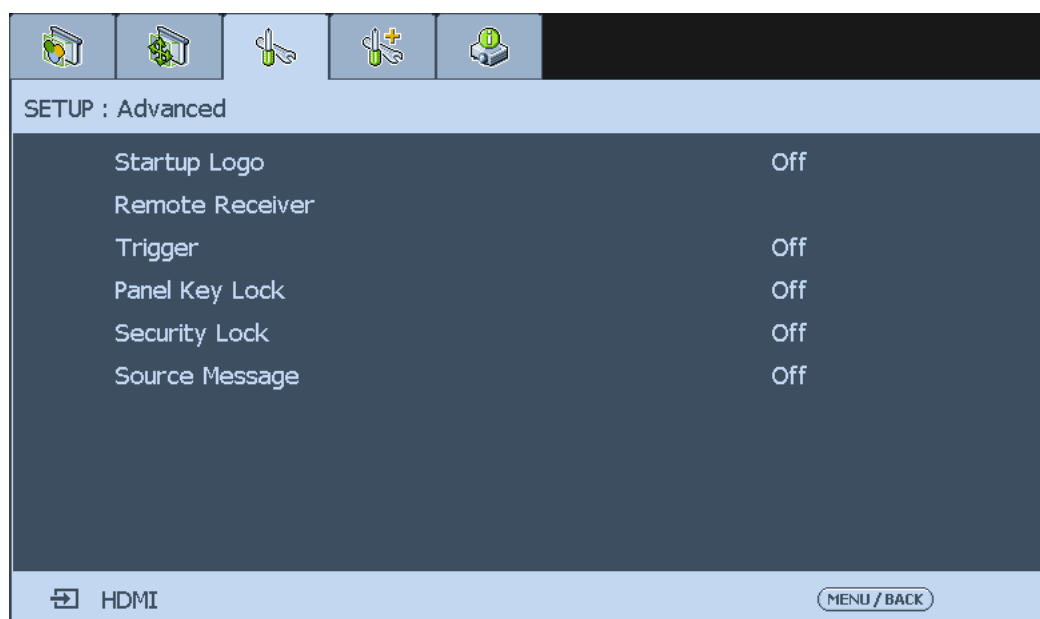 SETUP : Advanced
Startup Logo Off
Remote Receiver
Trigger Off
Panel Key Lock Off
Security Lock Off
Source Message Off
HDMI MENU / BACK